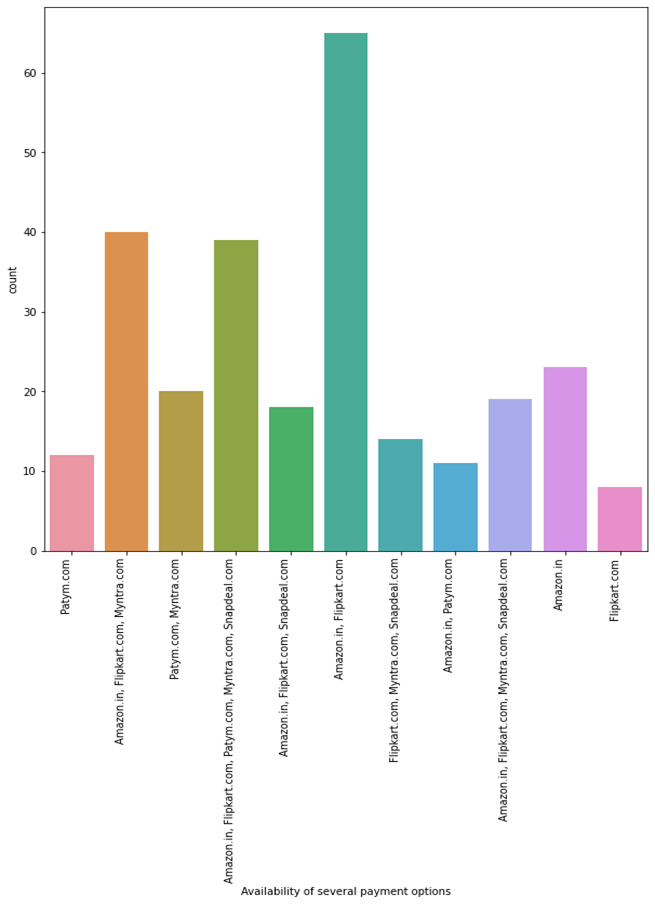 60
50
40
30
20
10
0
count
Patym.com
Amazon.in, Flipkart.com, Myntra.com
Patym.com, Myntra.com
Amazon.in, Flipkart.com, Patym.com, Myntra.com, Snapdeal.com
Amazon.in, Flipkart.com, Snapdeal.com
Amazon.in, Flipkart.com
Flipkart.com, Myntra.com, Snapdeal.com
Amazon.in, Patym.com
Amazon.in, Flipkart.com, Myntra.com, Snapdeal.com
Amazon.in
Flipkart.com
Availability of several payment options